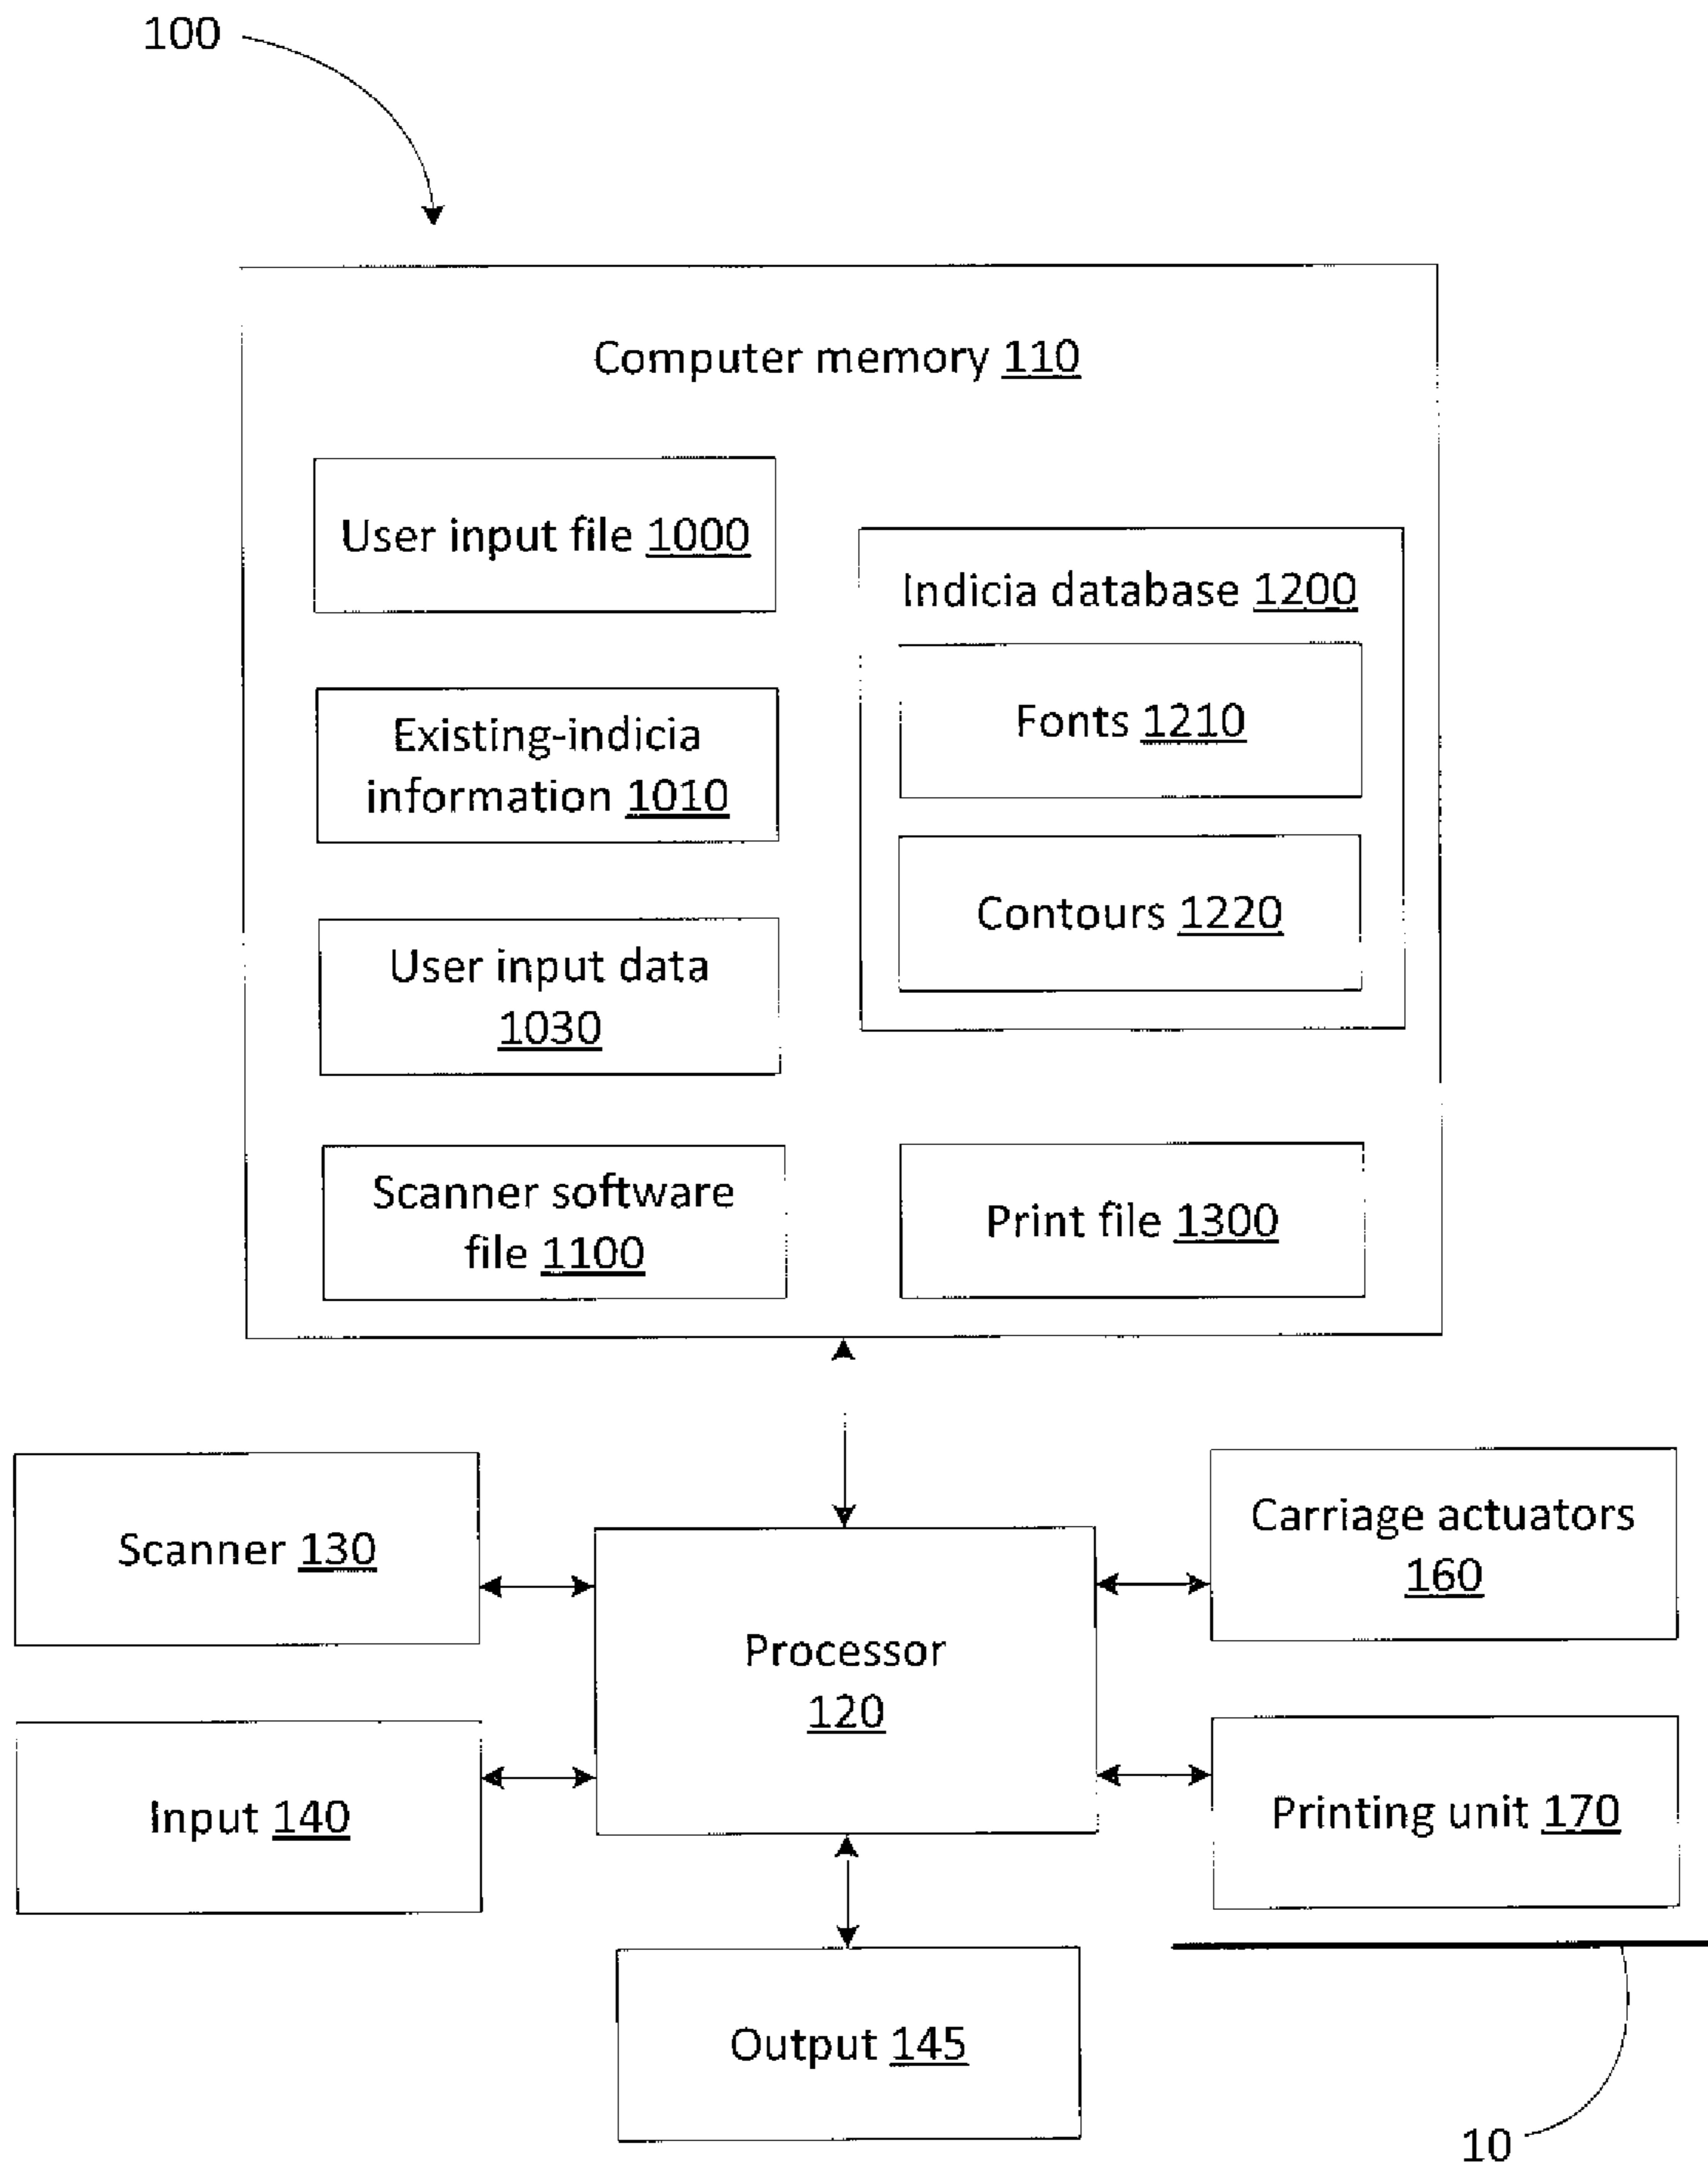 100
Computer memory 110
User input file 1000
Existing-indicia
information 1010
User input data
1030
Scanner software
file 1100
Indicia database 1200
Fonts 1210
Contours 1220
Print file 1300
Scanner 130
Input 140
Processor
120
Carriage actuators
160
Printing unit 170
Output 145
10